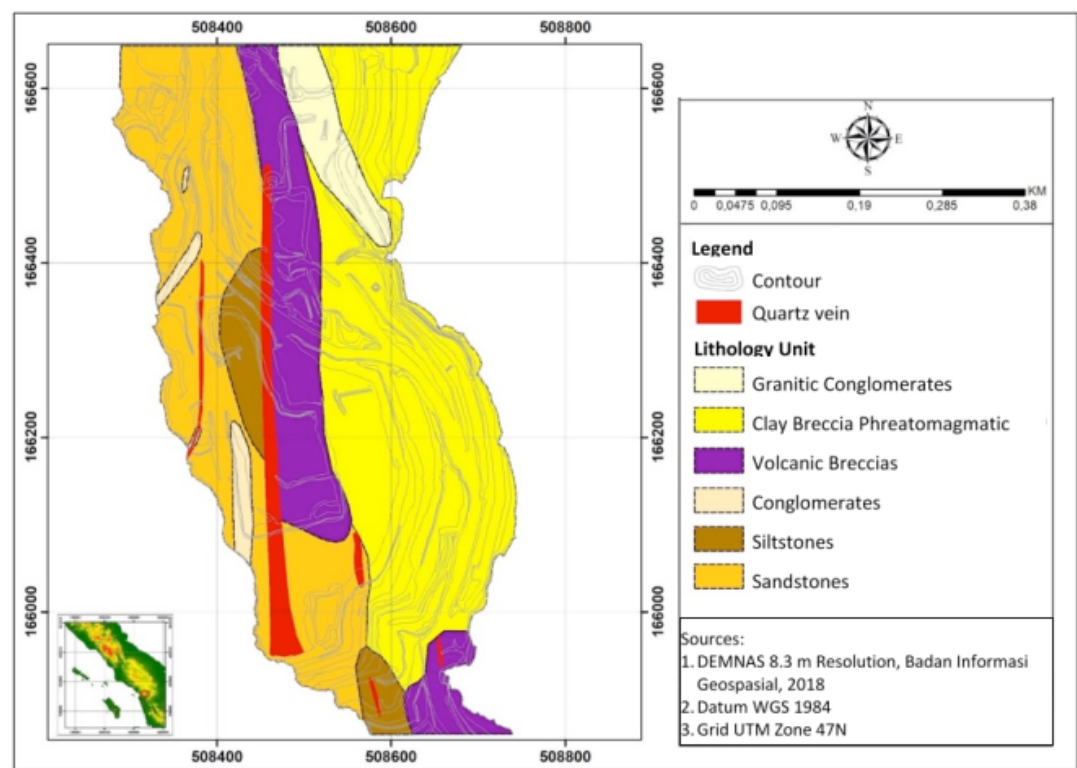 508400 508600 508800
166600 166600
166400 166400
166200 166200
166000 166000
508400 508600 508800
N
W E
S
KM
0 0,0475 0,095 0,19 0,285 0,38
Legend
Contour
Quartz vein
Lithology Unit
Granitic Conglomerates
Clay Breccia Phreatomagmatic
Volcanic Breccias
Conglomerates
Siltstones
Sandstones
Sources:
1. DEMNAS 8.3 m Resolution, Badan Informasi
Geospasial, 2018
2. Datum WGS 1984
3. Grid UTM Zone 47N